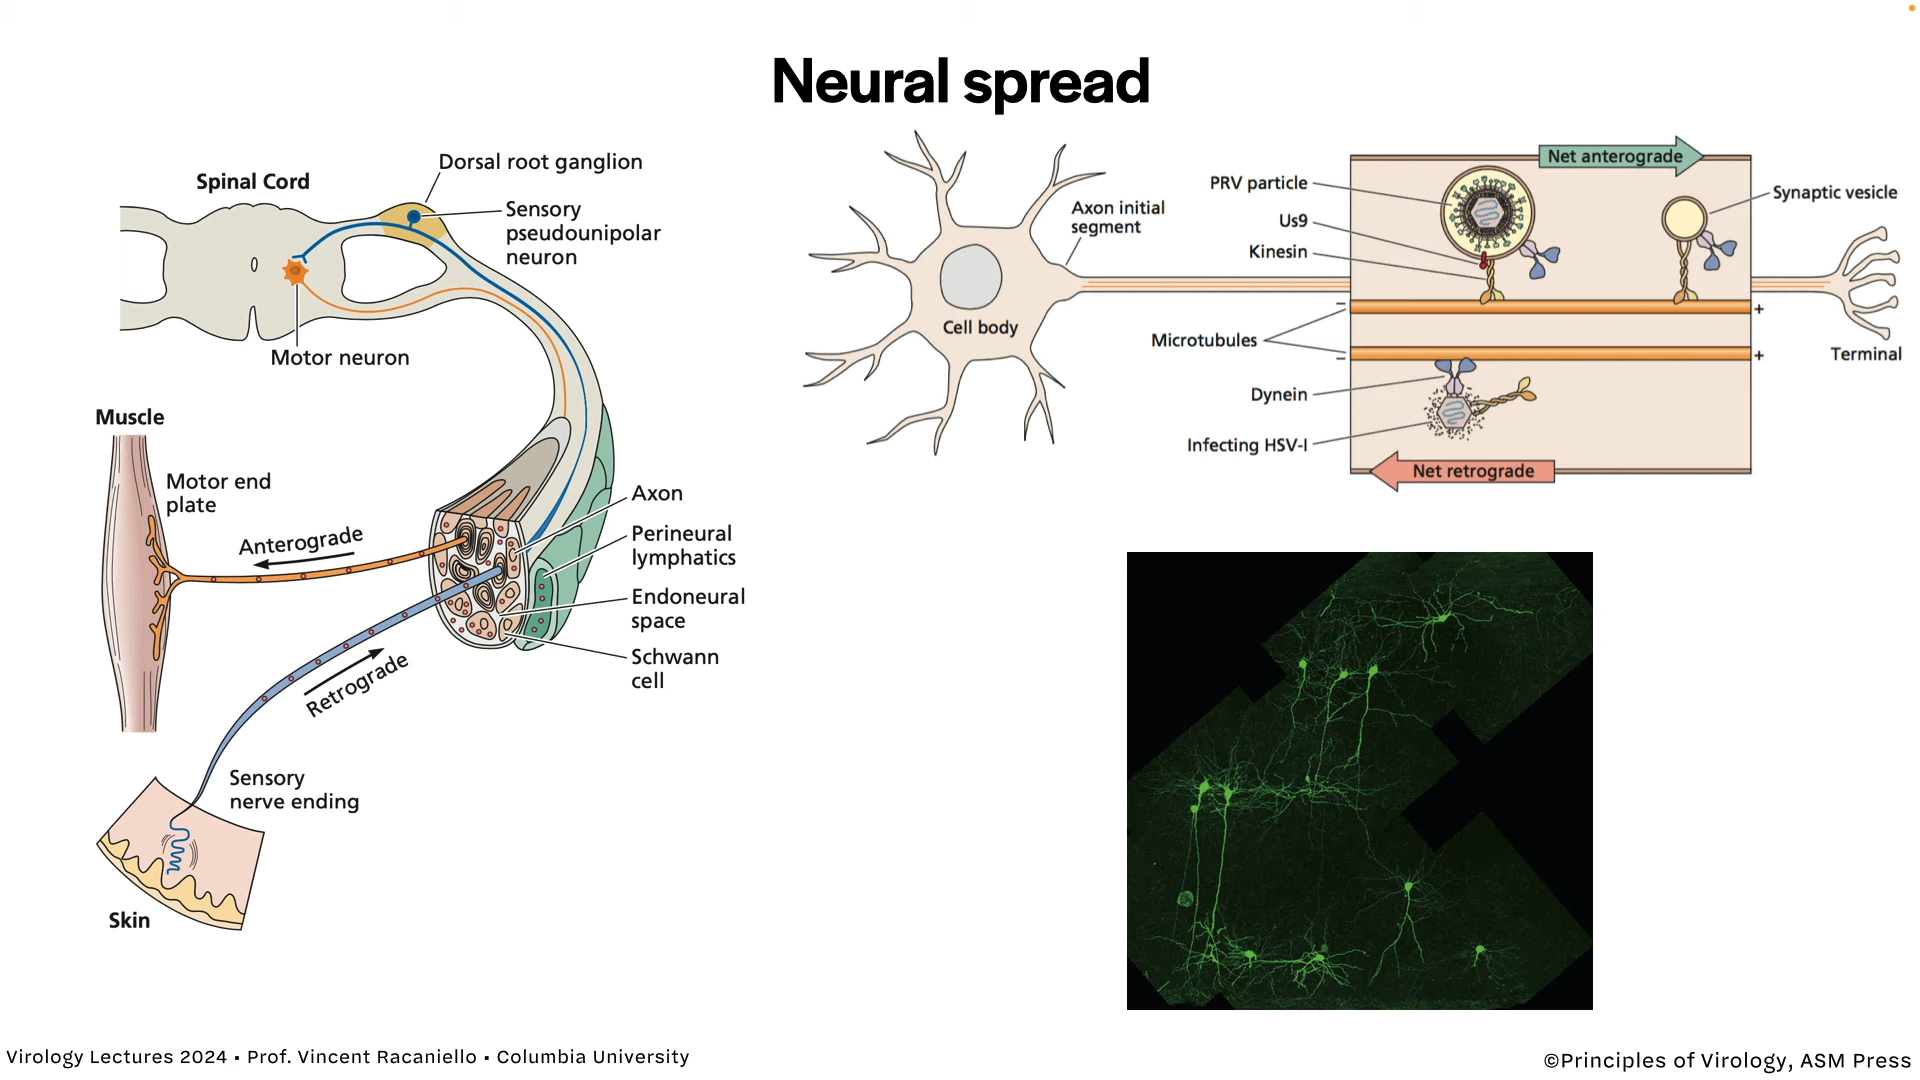 Neural spread
Dorsal root ganglion
Spinal Cord
Sensory
pseudounipolar
neuron
Motor neuron
Muscle
Motor end
plate
Anterograde
Axon
Perineural
lymphatics
Endoneural
space
Schwann
cell
Retrograde
Sensory
nerve ending
Skin
Net anterograde
PRV particle
Synaptic vesicle
Axon initial
segment
Us9
Kinesin
Cell body
– +
Microtubules
– +
Terminal
Dynein
Infecting HSV-I
Net retrograde
Virology Lectures 2024 • Prof. Vincent Racaniello • Columbia University
©Principles of Virology, ASM Press